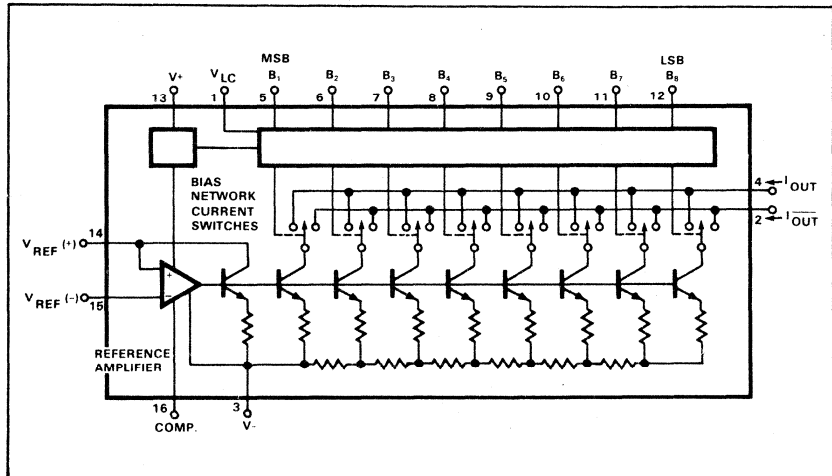 MSB LSB
V+ VLC B1 B2 B3 B4 B5 B6 B7 B8
13 1 5 6 7 8 9 10 11 12
4 IOUT
BIAS
NETWORK
CURRENT
SWITCHES
2 I̅O̅U̅T̅
14
VREF (+)
+
−
VREF (−)
15
REFERENCE
AMPLIFIER
16 3
COMP. V-